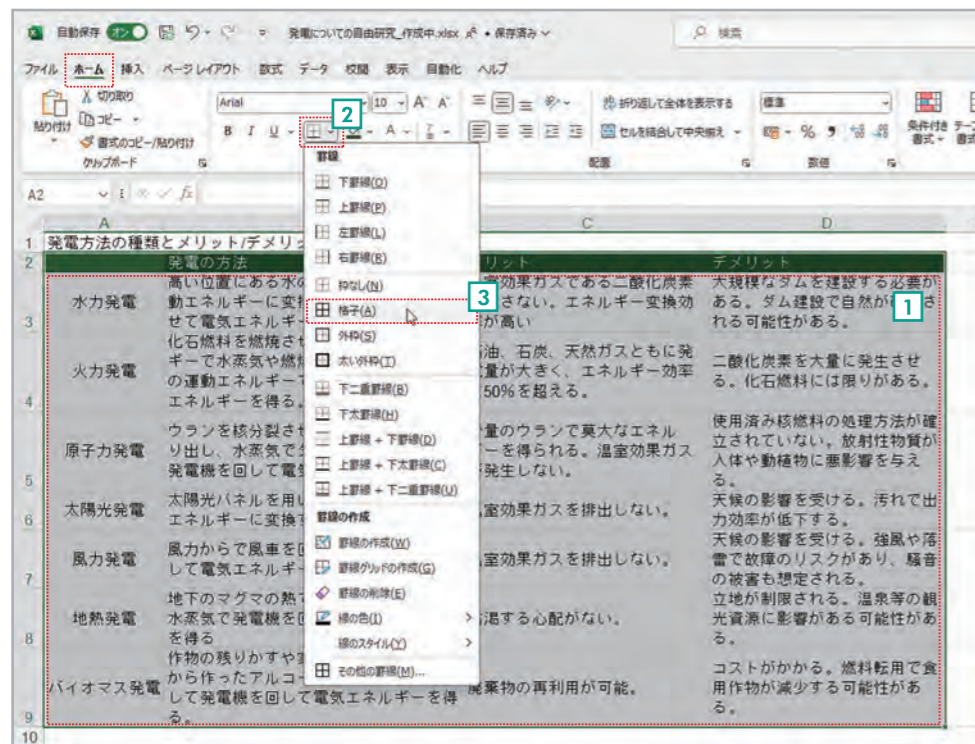 自動保存 オン 発電についての自由研究_作成中.xlsx • 保存済み 検索
ファイル ホーム 挿入 ページレイアウト 数式 データ 校閲 表示 自動化 ヘルプ
貼り付け
切り取り
コピー
書式のコピー/貼り付け
クリップボード
Arial 10 A A
B I U A
2
折り返して全体を表示する
セルを結合して中央揃え
配置
標準
% 9
数値
条件付き
書式
A2 fx
A C D
1 発電方法の種類とメリット/デメリ
2 発電の方法 リット デメリット
3 水力発電
高い位置にある水の
動エネルギーに変
せて電気エネルギー
効果ガスである二酸化炭素
さない。エネルギー変換効
が高い
大規模なダムを建設する必要が
ある。ダム建設で自然が
さ
れる可能性がある。
1
4 火力発電
化石燃料を燃焼させ
ギーで水蒸気や燃
の運動エネルギー
エネルギーを得る。
油、石炭、天然ガスともに発
量が大きく、エネルギー効率
50%を超える。
二酸化炭素を大量に発生させ
る。化石燃料には限りがある。
5 原子力発電
ウランを核分裂させ
り出し、水蒸気で
発電機を回して電
量のウランで莫大なエネル
ーを得られる。温室効果ガス
発生しない。
使用済み核燃料の処理方法が確
立されていない。放射性物質が
人体や動植物に悪影響を与え
る。
6 太陽光発電
太陽光パネルを用い
エネルギーに変換
室効果ガスを排出しない。
天候の影響を受ける。汚れで出
力効率が低下する。
7 風力発電
風力からで風車を回
して電気エネルギー
室効果ガスを排出しない。
天候の影響を受ける。強風や落
雷で故障のリスクがあり、騒音
の被害も想定される。
8 地熱発電
地下のマグマの熱
水蒸気で発電機を回
を得る
渇する心配がない。
立地が制限される。温泉等の観
光資源に影響がある可能性があ
る。
9 バイオマス発電
作物の残りかすや
から作ったアルコー
して発電機を回して電気エネルギーを得
る。
廃棄物の再利用が可能。
コストがかかる。燃料転用で食
用作物が減少する可能性があ
る。
10
罫線
下罫線(O)
上罫線(P)
左罫線(L)
右罫線(R)
枠なし(N)
格子(A)
3
外枠(S)
太い外枠(T)
下二重罫線(B)
下太罫線(H)
上罫線 + 下罫線(D)
上罫線 + 下太罫線(C)
上罫線 + 下二重罫線(U)
罫線の作成
罫線の作成(W)
罫線グリッドの作成(G)
罫線の削除(E)
線の色(I)
線のスタイル(Y)
その他の罫線(M)...